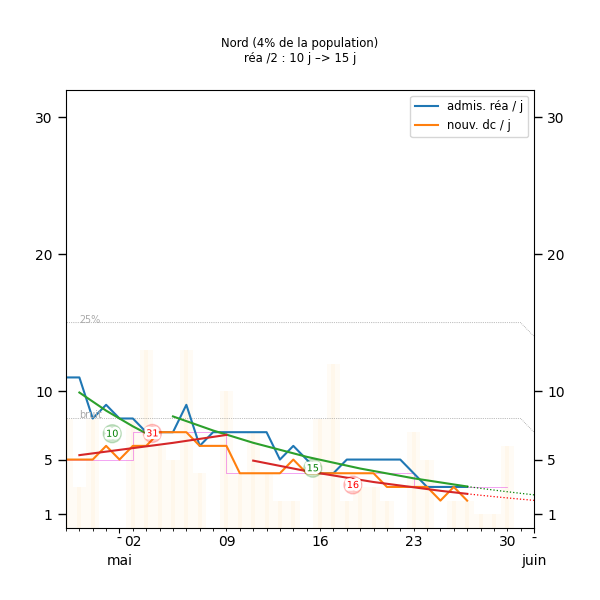 Nord (4% de la population)
réa /2 : 10 j –> 15 j
admis. réa / j
nouv. dc / j
30
30
20
20
25%
10
10
bruit
10
31
5
5
15
16
1
1
02
09
16
23
30
mai
juin